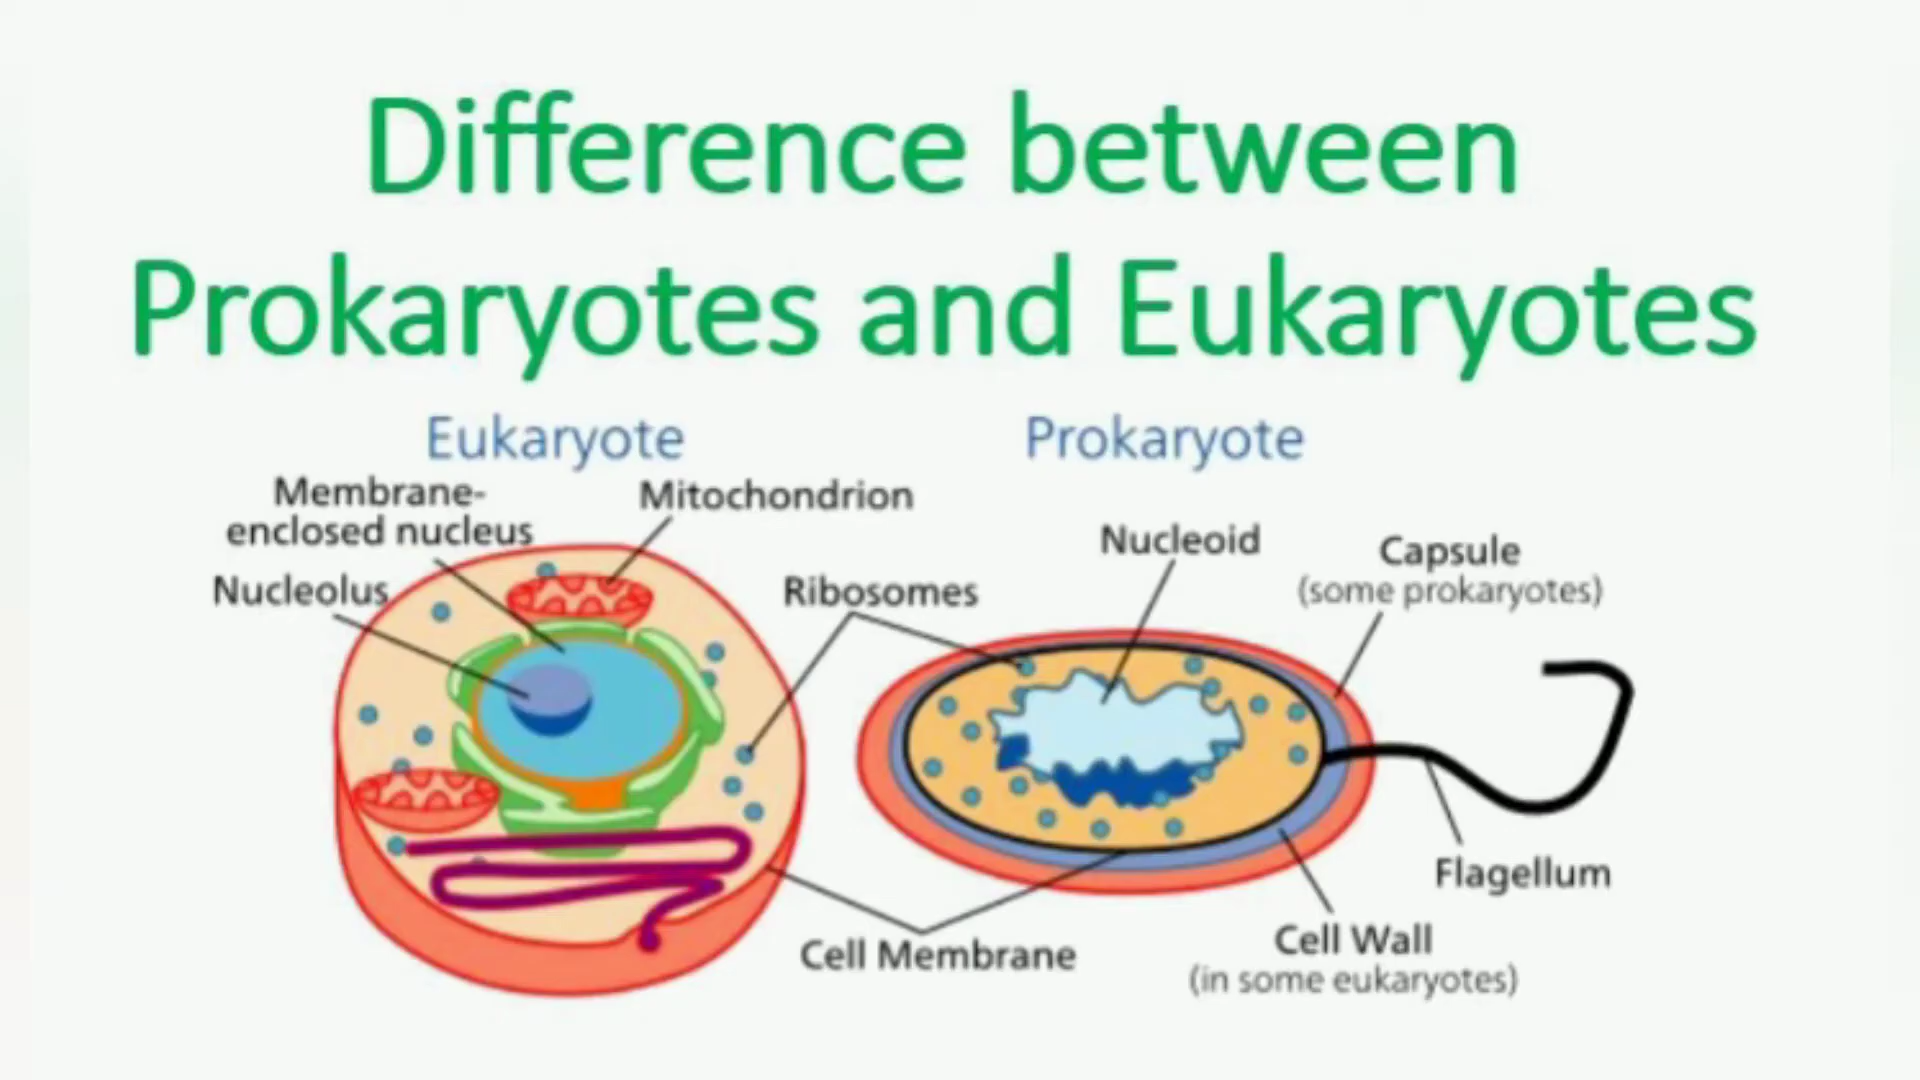 Difference between
Prokaryotes and Eukaryotes
Eukaryote
Prokaryote
Membrane-
enclosed nucleus
Mitochondrion
Nucleolus
Ribosomes
Nucleoid
Capsule
(some prokaryotes)
Flagellum
Cell Membrane
Cell Wall
(in some eukaryotes)